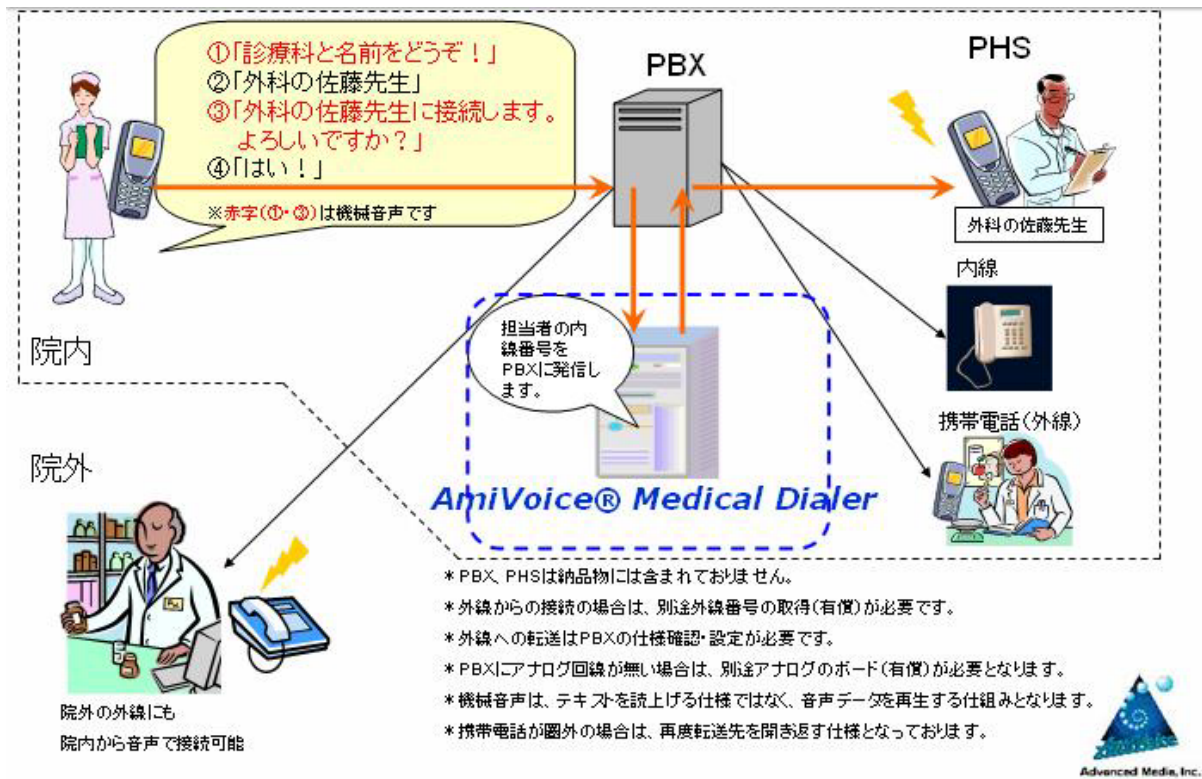 ①「診療科と名前をどうぞ！」
②「外科の佐藤先生」
③「外科の佐藤先生に接続します。
よろしいですか？」
④「はい！」
※赤字(①・③)は機械音声です
PBX
PHS
外科の佐藤先生
内線
携帯電話(外線)
院内
担当者の内
線番号を
PBXに発信し
ます。
AmiVoice® Medical Dialer
院外
院外の外線にも
院内から音声で接続可能
＊PBX、PHSは納品物には含まれておりません。
＊外線からの接続の場合は、別途外線番号の取得(有償)が必要です。
＊外線への転送はPBXの仕様確認・設定が必要です。
＊PBXにアナログ回線が無い場合は、別途アナログのボード(有償)が必要となります。
＊機械音声は、テキストを読上げる仕様ではなく、音声データを再生する仕組みとなります。
＊携帯電話が圏外の場合は、再度転送先を聞き返す仕様となっております。
Advanced Media, Inc.